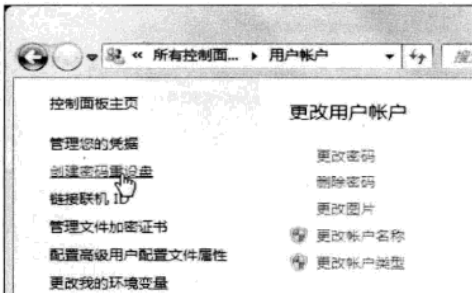 « 所有控制面... ▸ 用户帐户
控制面板主页
管理您的凭据
创建密码重设盘
链接联机 ID
管理文件加密证书
配置高级用户配置文件属性
更改我的环境变量
更改用户帐户
更改密码
删除密码
更改图片
更改帐户名称
更改帐户类型